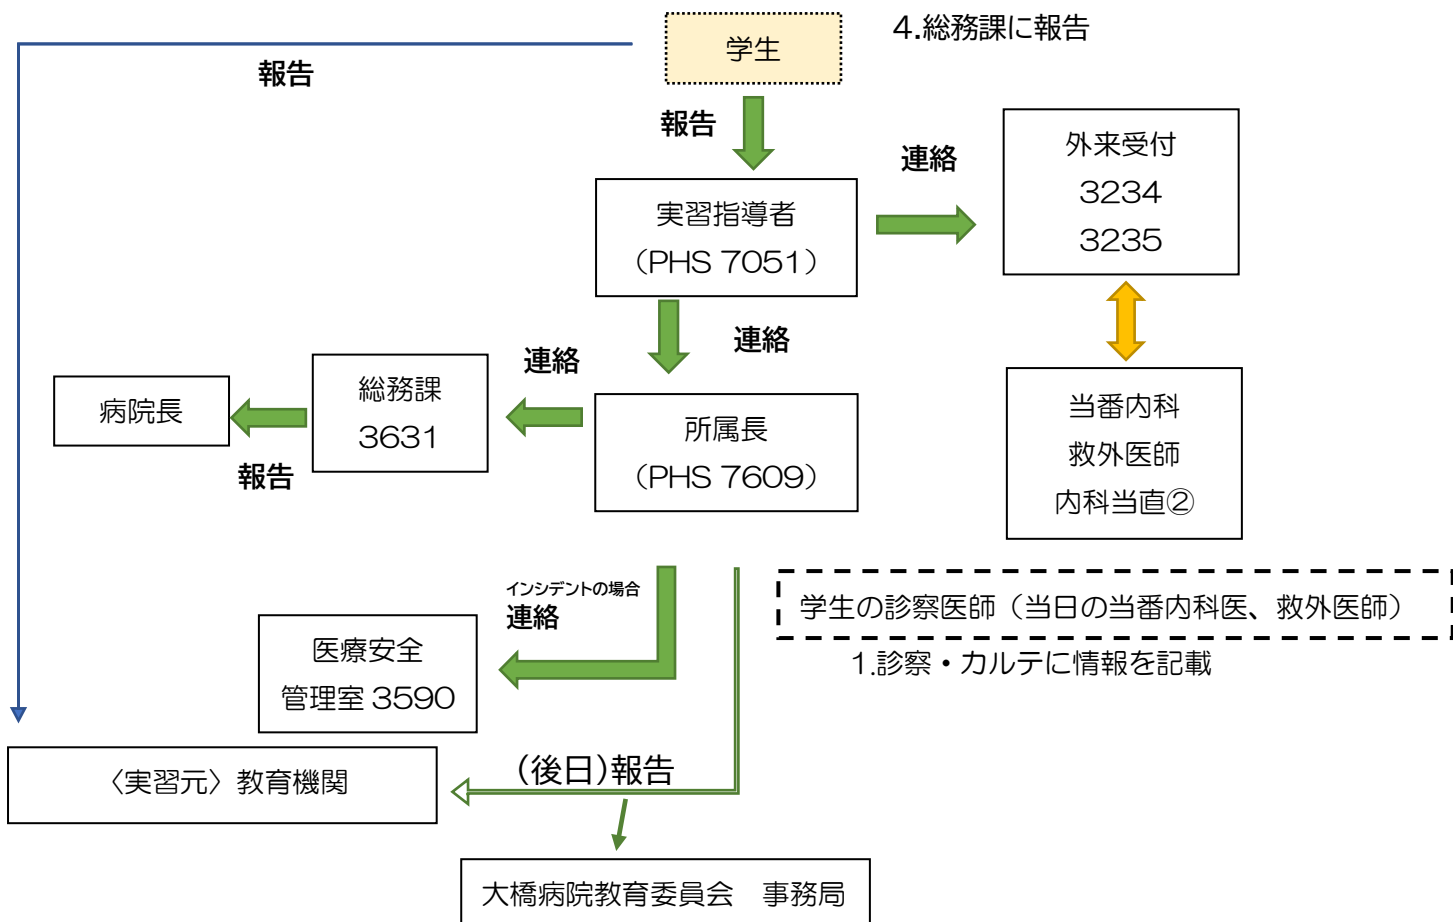 4.総務課に報告
学生
報告
報告
外来受付
3234
3235
連絡
実習指導者
（PHS 7051）
連絡
連絡
総務課
3631
病院長
報告
所属長
（PHS 7609）
当番内科
救外医師
内科当直②
インシデントの場合
連絡
学生の診察医師（当日の当番内科医、救外医師）
1.診察・カルテに情報を記載
医療安全
管理室 3590
（後日）報告
〈実習元〉教育機関
大橋病院教育委員会　事務局